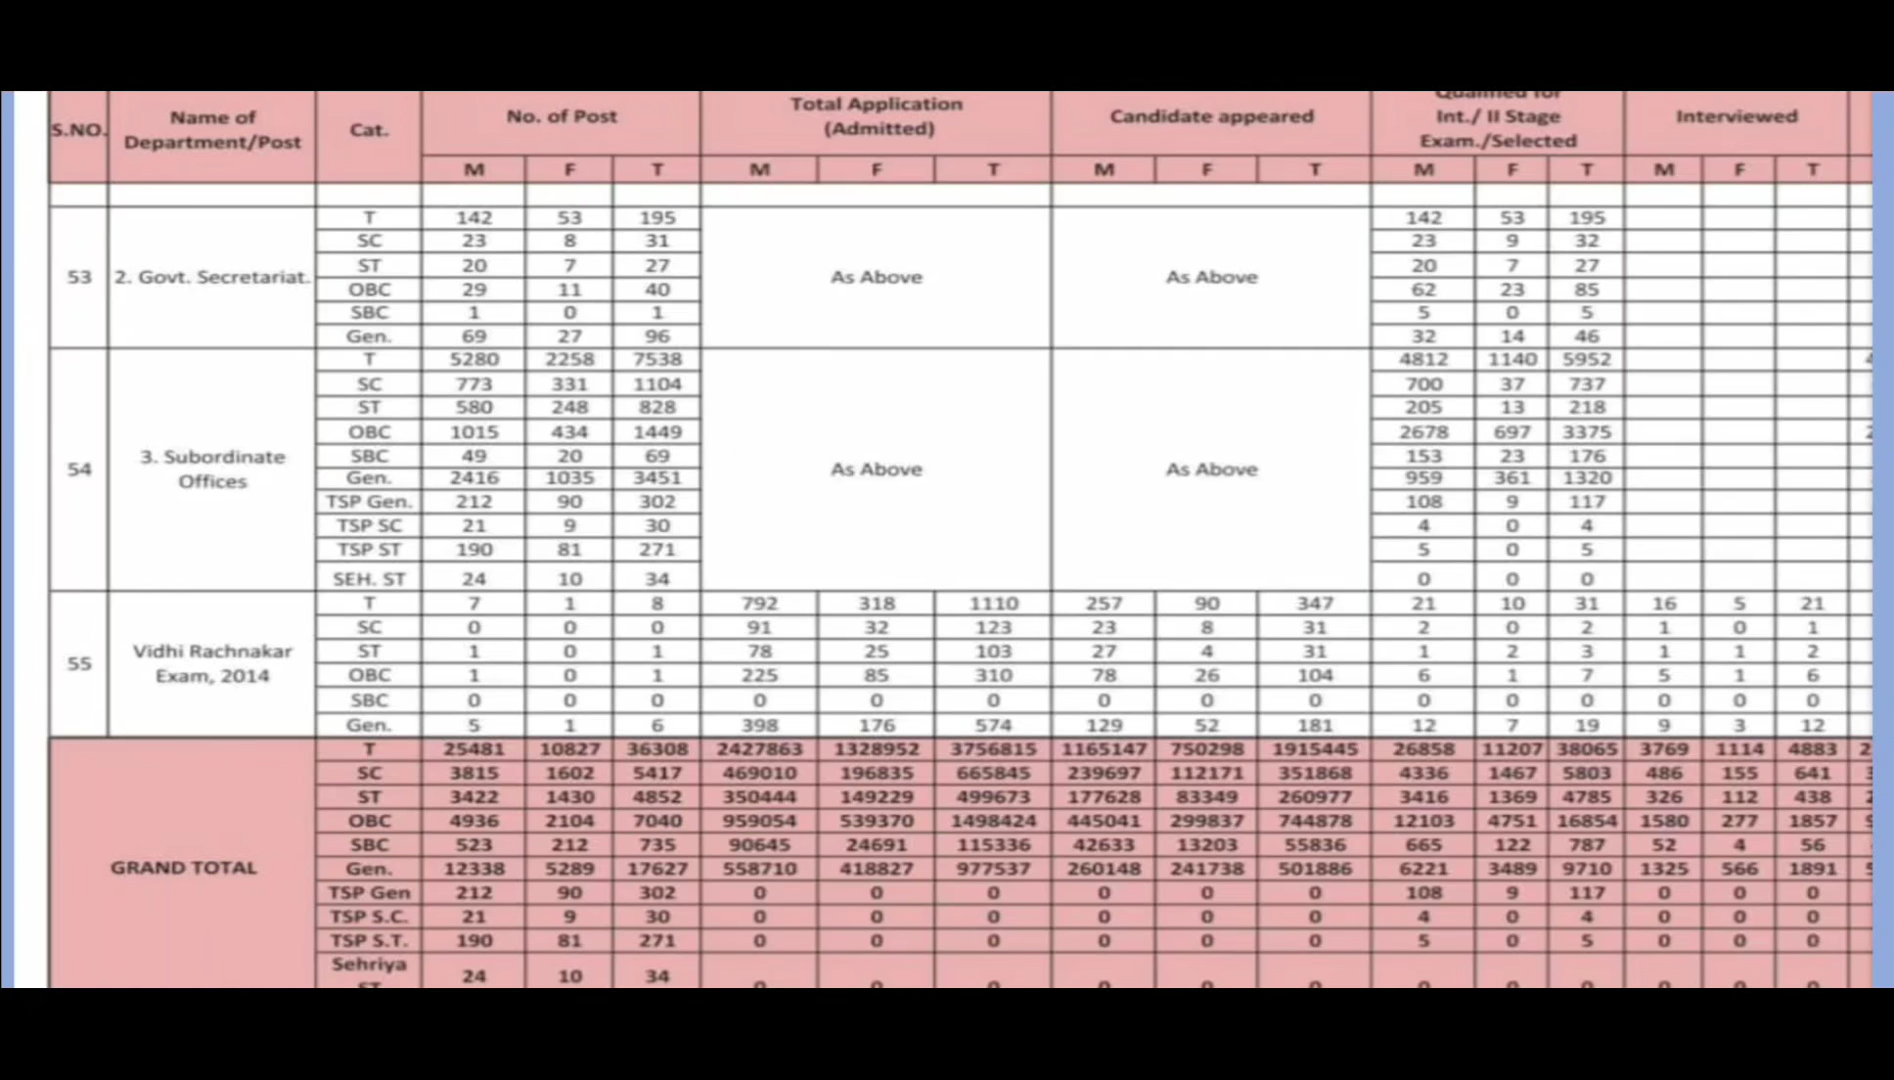 S.NO. Name of Department/Post Cat. No. of Post Total Application (Admitted) Candidate appeared Qualified for Int./ II Stage Exam./Selected Interviewed
M F T M F T M F T M F T M F T
53 2. Govt. Secretariat. As Above As Above
T 142 53 195 142 53 195
SC 23 8 31 23 9 32
ST 20 7 27 20 7 27
OBC 29 11 40 62 23 85
SBC 1 0 1 5 0 5
Gen. 69 27 96 32 14 46
54 3. Subordinate Offices As Above As Above
T 5280 2258 7538 4812 1140 5952
SC 773 331 1104 700 37 737
ST 580 248 828 205 13 218
OBC 1015 434 1449 2678 697 3375
SBC 49 20 69 153 23 176
Gen. 2416 1035 3451 959 361 1320
TSP Gen. 212 90 302 108 9 117
TSP SC 21 9 30 4 0 4
TSP ST 190 81 271 5 0 5
SEH. ST 24 10 34 0 0 0
55 Vidhi Rachnakar Exam, 2014
T 7 1 8 792 318 1110 257 90 347 21 10 31 16 5 21
SC 0 0 0 91 32 123 23 8 31 2 0 2 1 0 1
ST 1 0 1 78 25 103 27 4 31 1 2 3 1 1 2
OBC 1 0 1 225 85 310 78 26 104 6 1 7 5 1 6
SBC 0 0 0 0 0 0 0 0 0 0 0 0 0 0 0
Gen. 5 1 6 398 176 574 129 52 181 12 7 19 9 3 12
GRAND TOTAL
T 25481 10827 36308 2427863 1328952 3756815 1165147 750298 1915445 26858 11207 38065 3769 1114 4883
SC 3815 1602 5417 469010 196835 665845 239697 112171 351868 4336 1467 5803 486 155 641
ST 3422 1430 4852 350444 149229 499673 177628 83349 260977 3416 1369 4785 326 112 438
OBC 4936 2104 7040 959054 539370 1498424 445041 299837 744878 12103 4751 16854 1580 277 1857
SBC 523 212 735 90645 24691 115336 42633 13203 55836 665 122 787 52 4 56
Gen. 12338 5289 17627 558710 418827 977537 260148 241738 501886 6221 3489 9710 1325 566 1891
TSP Gen 212 90 302 0 0 0 0 0 0 108 9 117 0 0 0
TSP S.C. 21 9 30 0 0 0 0 0 0 4 0 4 0 0 0
TSP S.T. 190 81 271 0 0 0 0 0 0 5 0 5 0 0 0
Sehriya 24 10 34